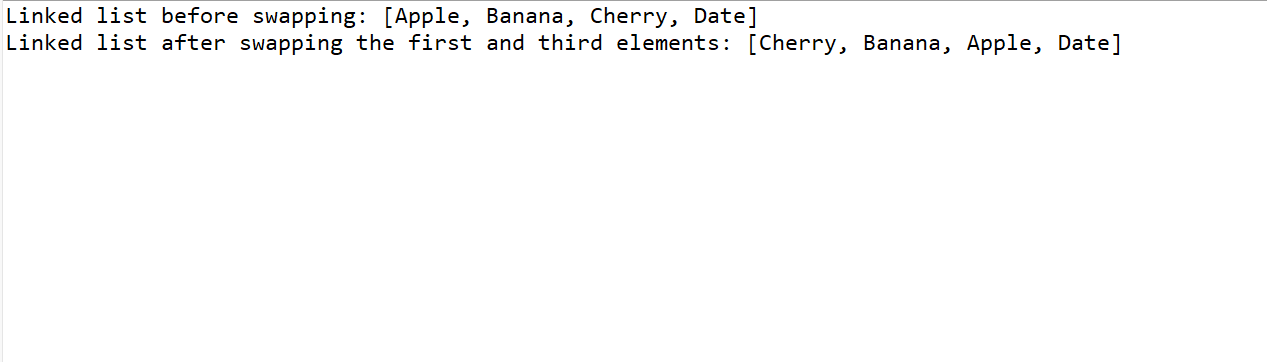 Linked list before swapping: [Apple, Banana, Cherry, Date]
Linked list after swapping the first and third elements: [Cherry, Banana, Apple, Date]